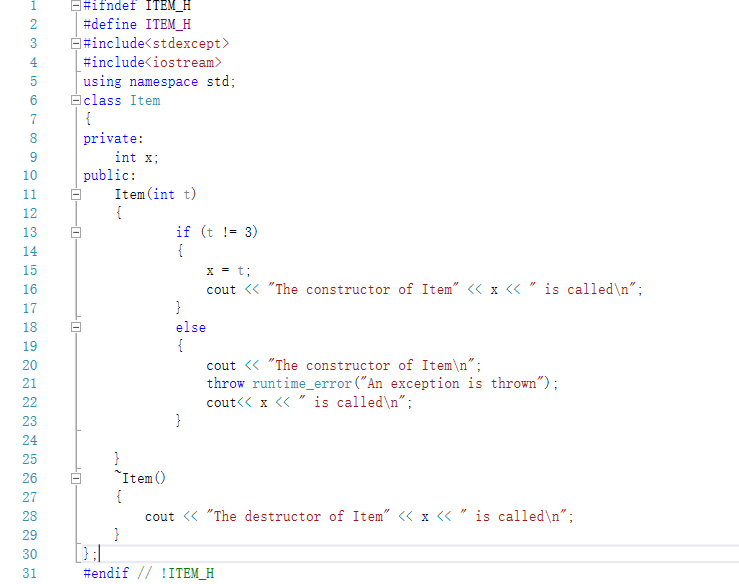 1 #ifndef ITEM_H
2 #define ITEM_H
3 #include<stdexcept>
4 #include<iostream>
5 using namespace std;
6 class Item
7 {
8 private:
9 int x;
10 public:
11 Item(int t)
12 {
13 if (t != 3)
14 {
15 x = t;
16 cout << "The constructor of Item" << x << " is called\n";
17 }
18 else
19 {
20 cout << "The constructor of Item\n";
21 throw runtime_error("An exception is thrown");
22 cout<< x << " is called\n";
23 }
24
25 }
26 ~Item()
27 {
28 cout << "The destructor of Item" << x << " is called\n";
29 }
30 };
31 #endif // !ITEM_H